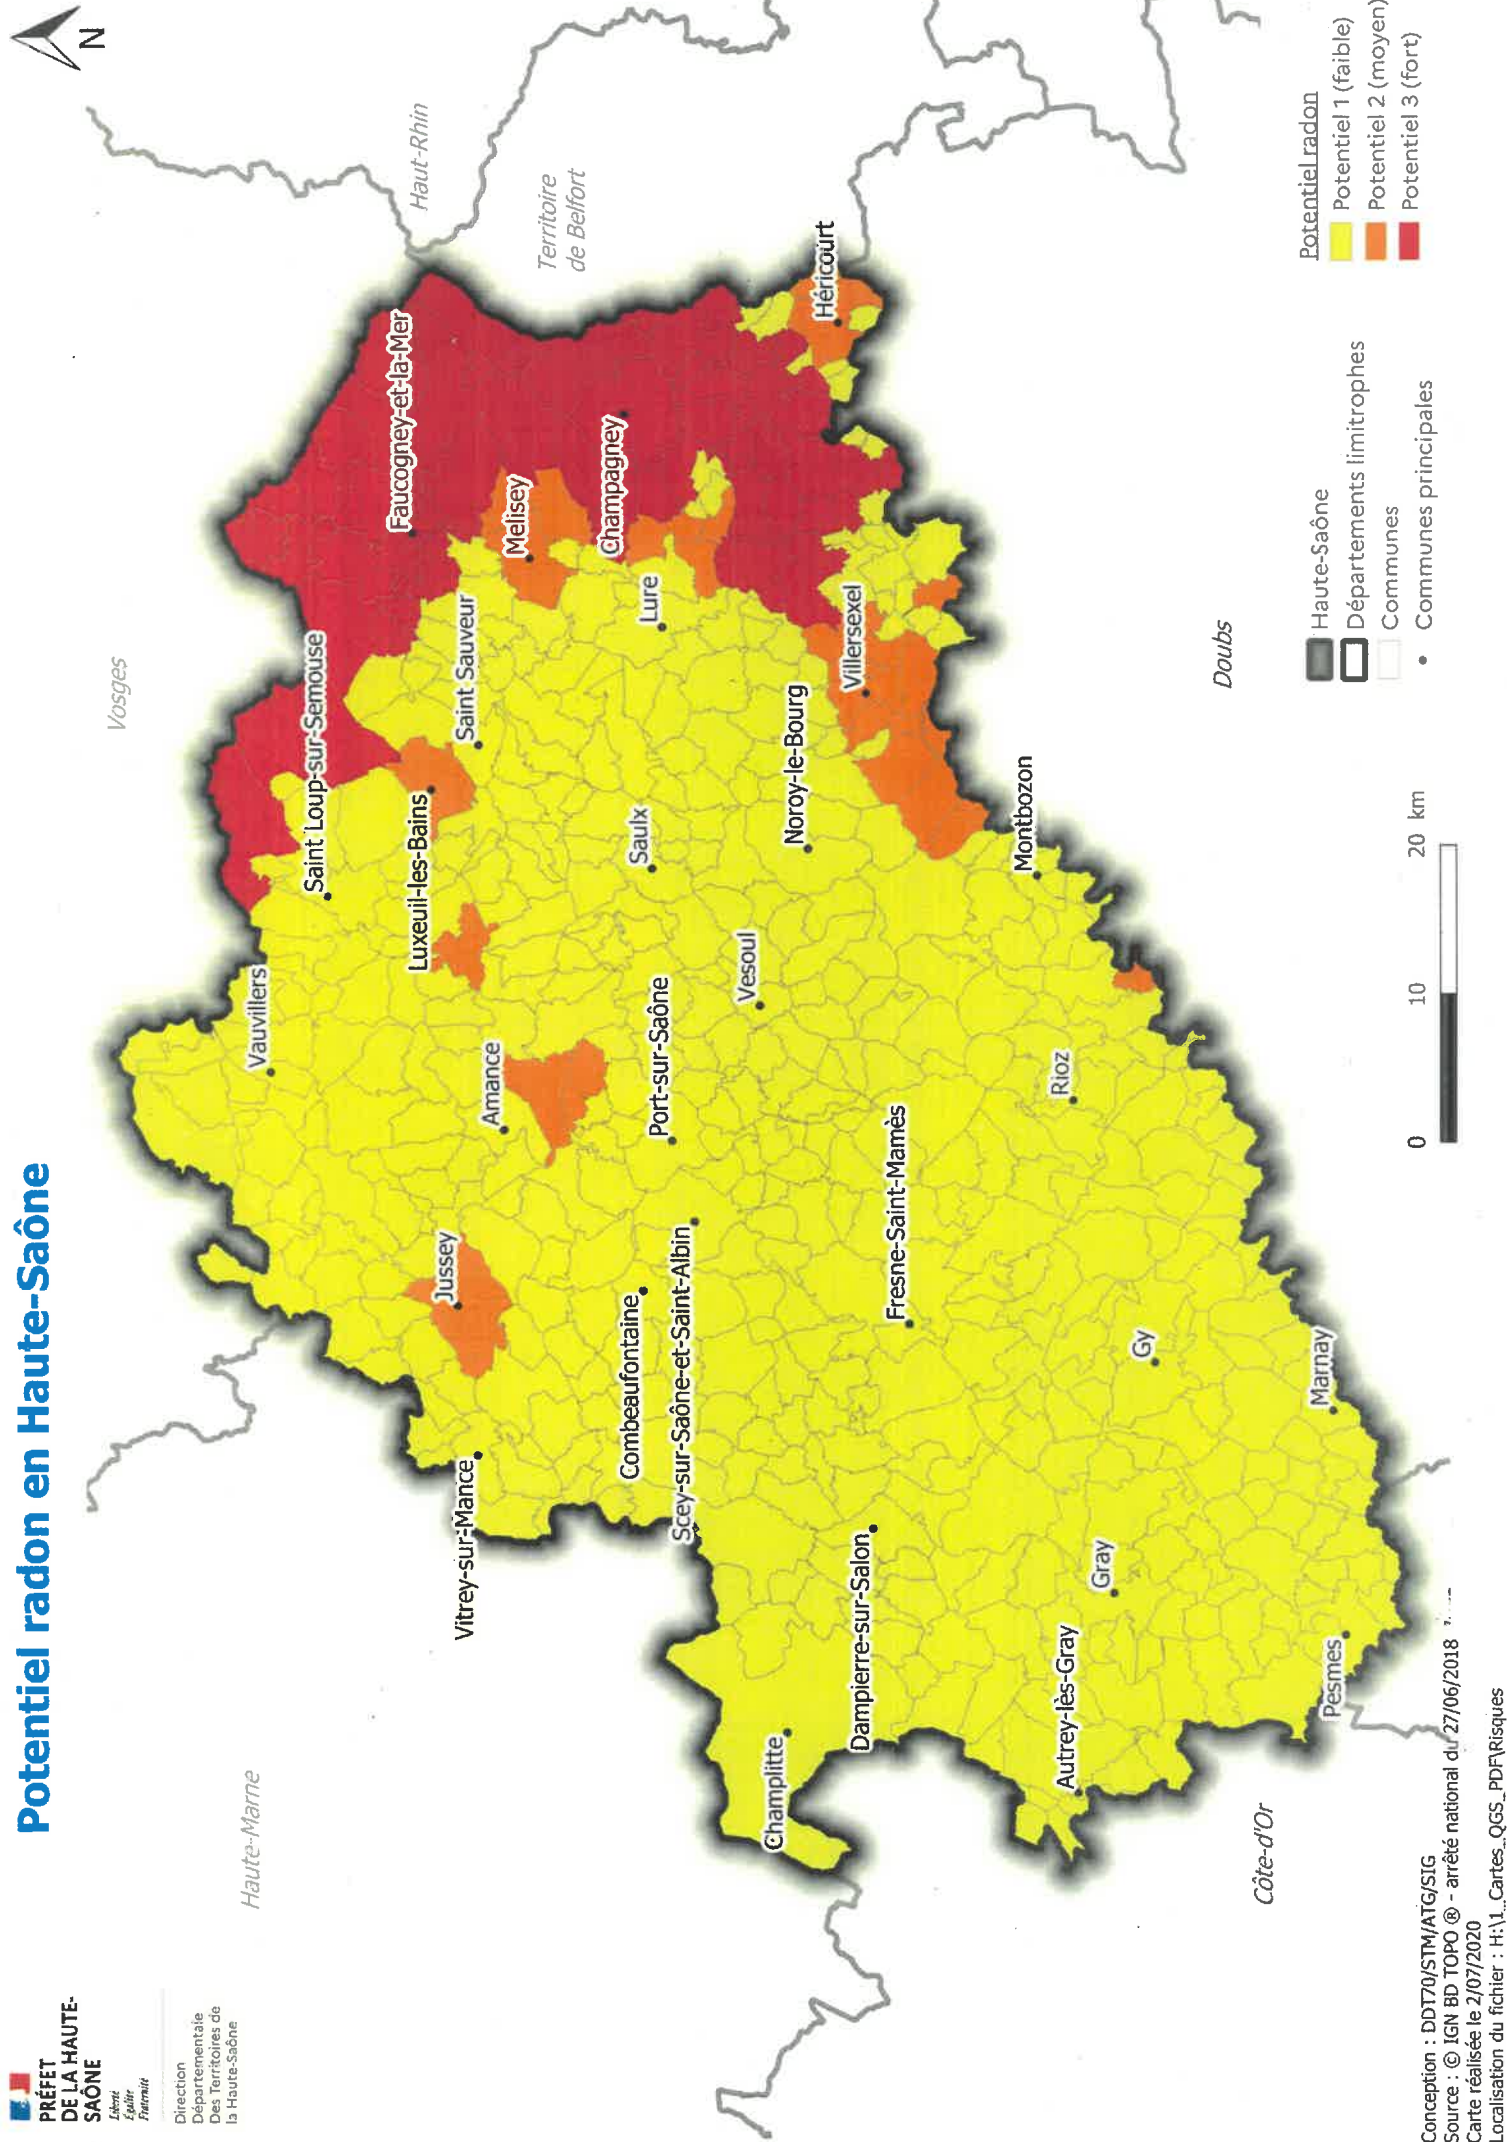 Potentiel radon en Haute-Saône
PRÉFET
DE LA HAUTE-
SAÔNE
Liberté
Égalité
Fraternité
Direction
Départementale
Des Territoires de
la Haute-Saône
N
Haute-Marne
Vosges
Haut-Rhin
Territoire
de Belfort
Doubs
Côte-d'Or
Vauvillers
Saint Loup-sur-Semouse
Faucogney-et-la-Mer
Luxeuil-les-Bains
Jussey
Vitrey-sur-Mance
Saint Sauveur
Amance
Melisey
Champagney
Combeaufontaine
Saulx
Lure
Port-sur-Saône
Scey-sur-Saône-et-Saint-Albin
Vesoul
Champlitte
Noroy-le-Bourg
Héricourt
Villersexel
Dampierre-sur-Salon
Fresne-Saint-Mamès
Montbozon
Rioz
Autrey-lès-Gray
Gray
Gy
Marnay
Pesmes
Potentiel radon
Potentiel 1 (faible)
Potentiel 2 (moyen)
Potentiel 3 (fort)
Haute-Saône
Départements limitrophes
Communes
Communes principales
0 10 20 km
Conception : DDT70/STM/ATG/SIG
Source : © IGN BD TOPO ® - arrêté national du 27/06/2018
Carte réalisée le 2/07/2020
Localisation du fichier : H:\1_Cartes_QGS_PDF\Risques